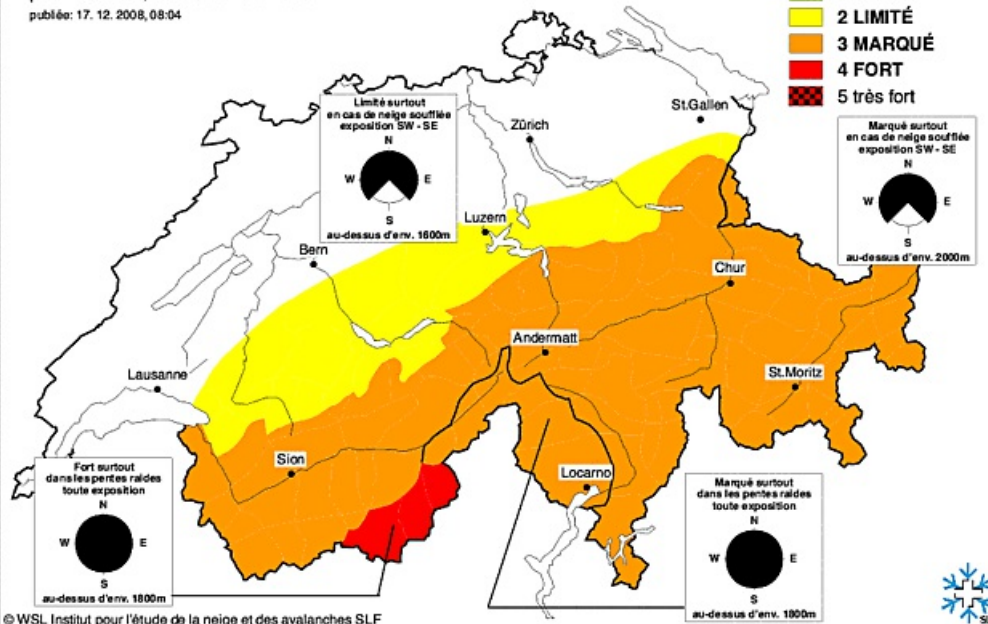 publiée: 17. 12. 2008, 08:04
2 LIMITÉ
3 MARQUÉ
4 FORT
5 très fort
Limité surtout
en cas de neige soufflée
exposition SW - SE
N
W E
S
au-dessus d'env. 1600m
Zürich
St.Gallen
Marqué surtout
en cas de neige soufflée
exposition SW - SE
N
W E
S
au-dessus d'env. 2000m
Luzern
Bern
Chur
Andermatt
Lausanne
St.Moritz
Sion
Locarno
Fort surtout
dans les pentes raides
toute exposition
N
W E
S
au-dessus d'env. 1800m
Marqué surtout
dans les pentes raides
toute exposition
N
W E
S
au-dessus d'env. 1800m
© WSL Institut pour l'étude de la neige et des avalanches SLF